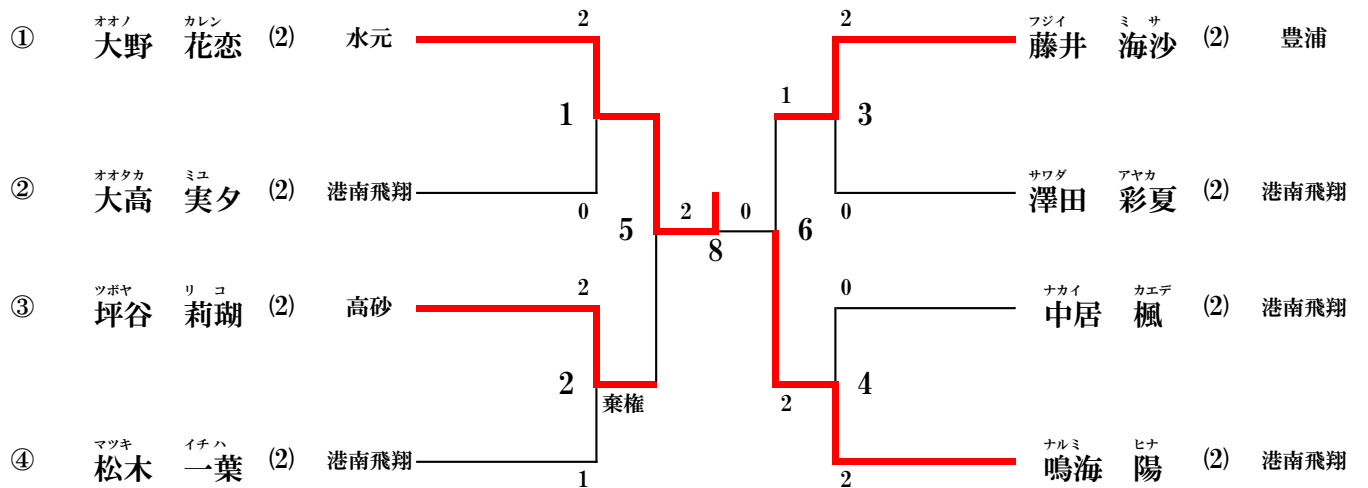 オオノ カレン
① 大野 花恋 (2) 水元
2
2
フジイ ミサ
藤井 海沙 (2) 豊浦
1
1
3
オオタカ ミユ
② 大高 実夕 (2) 港南飛翔
0
0
サワダ アヤカ
澤田 彩夏 (2) 港南飛翔
5
2
8
0
6
ツボヤ リコ
③ 坪谷 莉瑚 (2) 高砂
2
0
ナカイ カエデ
中居 楓 (2) 港南飛翔
2
棄権
2
4
マツキ イチハ
④ 松木 一葉 (2) 港南飛翔
1
2
ナルミ ヒナ
鳴海 陽 (2) 港南飛翔